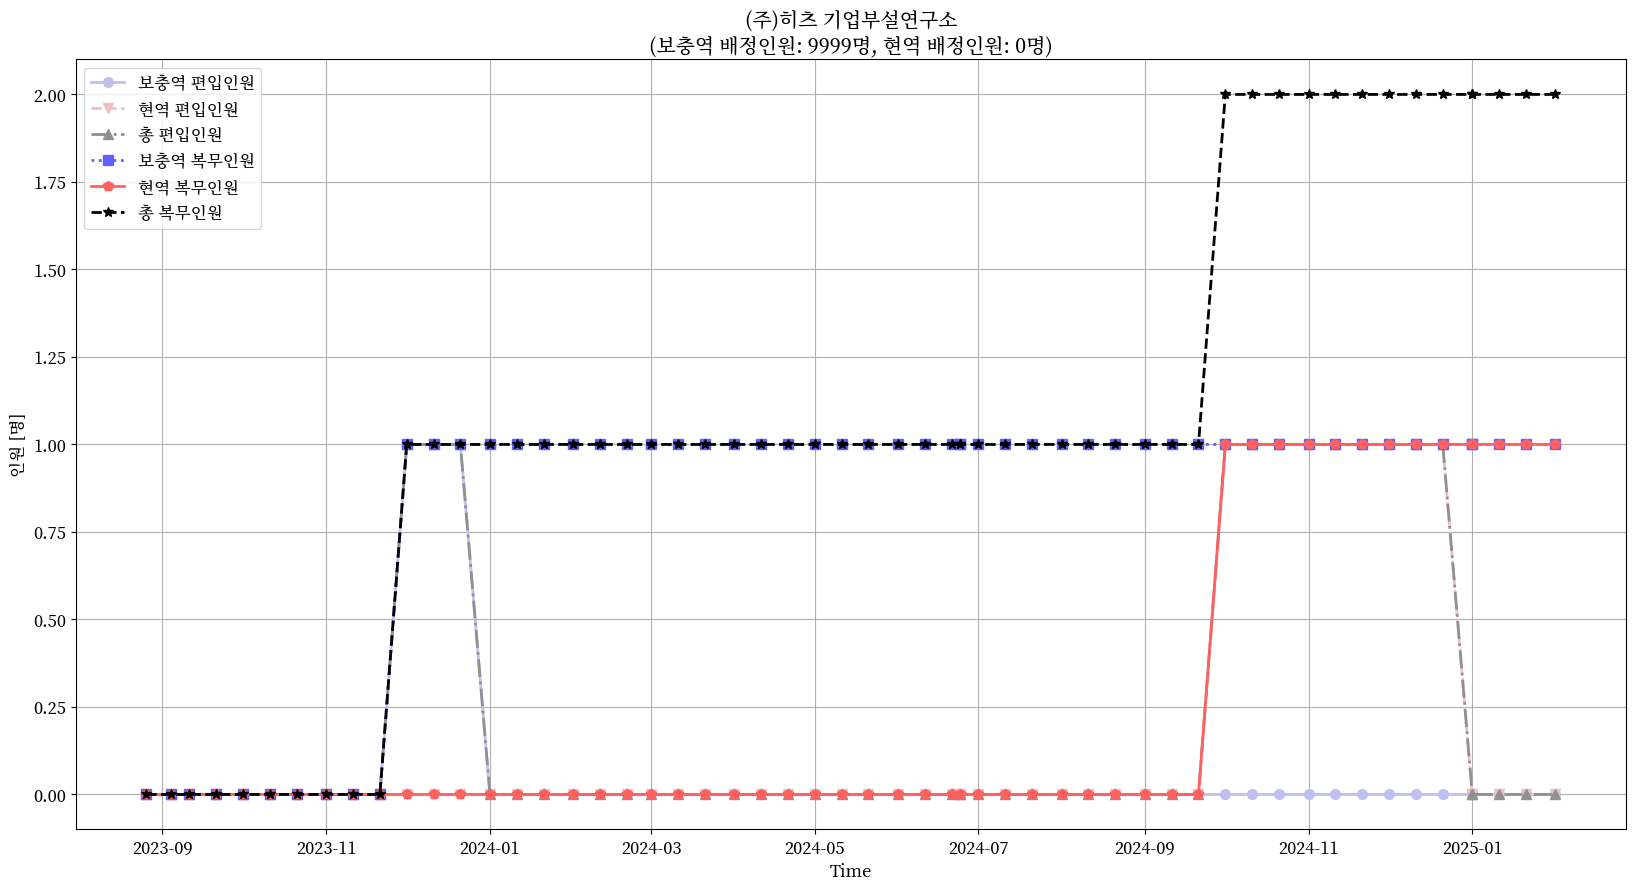 (주)히츠 기업부설연구소
(보충역 배정인원: 9999명, 현역 배정인원: 0명)
보충역 편입인원
현역 편입인원
총 편입인원
보충역 복무인원
현역 복무인원
총 복무인원
2.00
1.75
1.50
1.25
1.00
0.75
0.50
0.25
0.00
인원 [명]
2023-09
2023-11
2024-01
2024-03
2024-05
2024-07
2024-09
2024-11
2025-01
Time